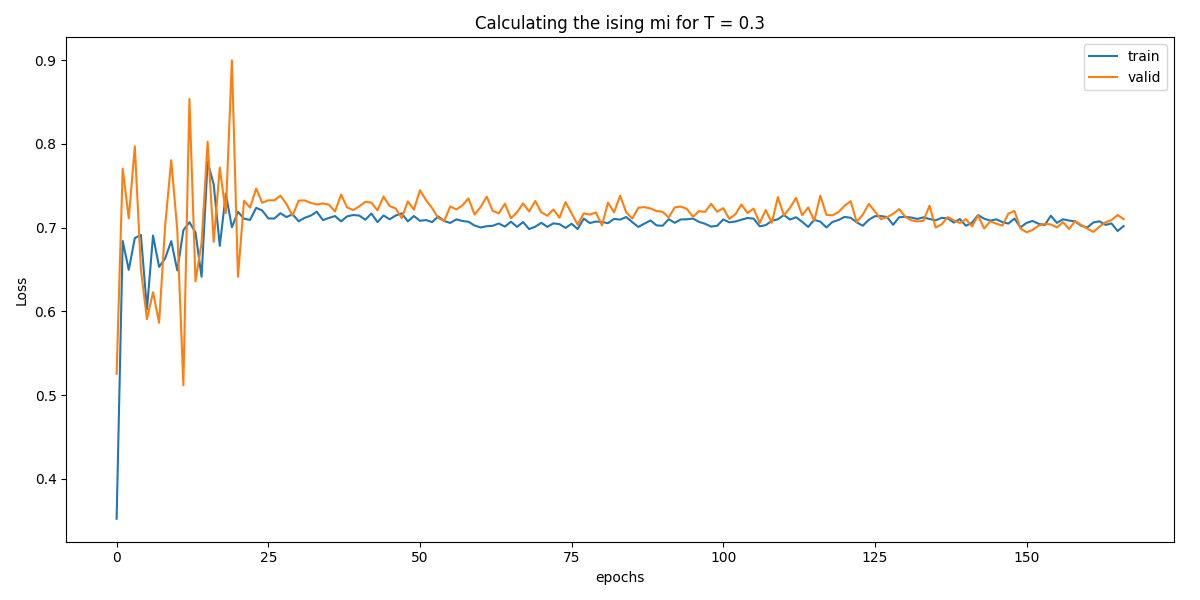 Calculating the ising mi for T = 0.3
train
valid
0.9
0.8
0.7
0.6
0.5
0.4
Loss
0 25 50 75 100 125 150
epochs